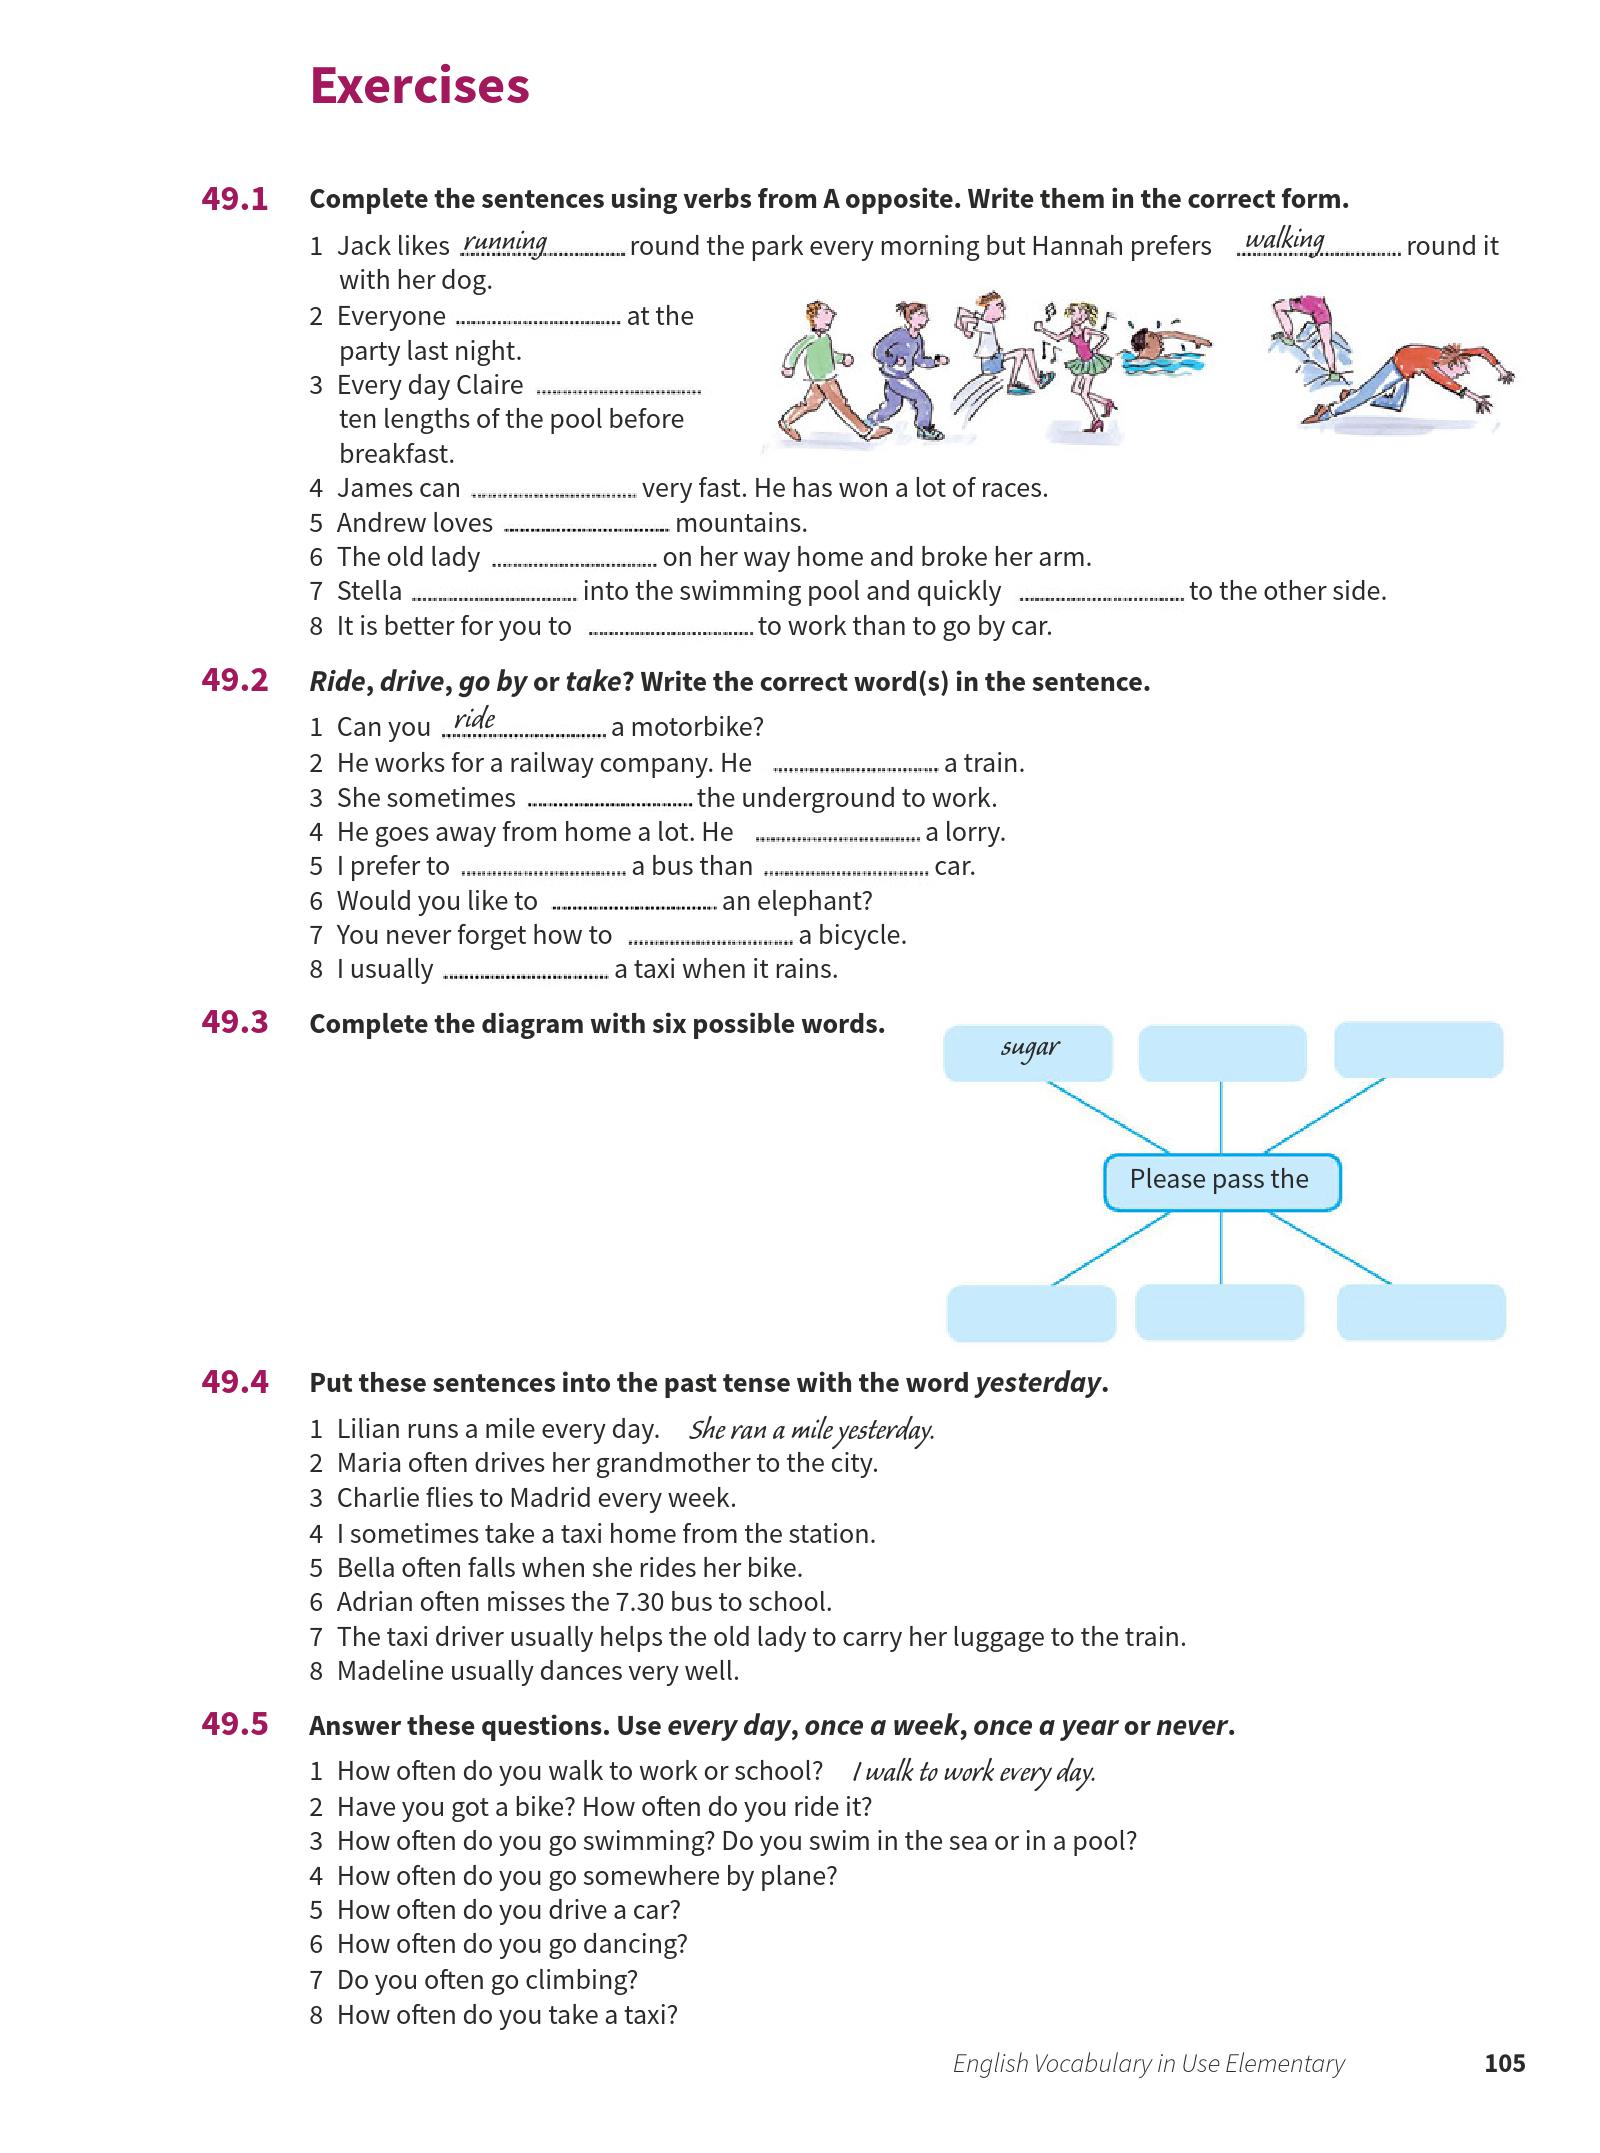 Exercises
49.1 Complete the sentences using verbs from A opposite. Write them in the correct form.
1 Jack likes running round the park every morning but Hannah prefers walking round it
with her dog.
2 Everyone ........................ at the
party last night.
3 Every day Claire ........................
ten lengths of the pool before
breakfast.
4 James can ........................ very fast. He has won a lot of races.
5 Andrew loves ........................ mountains.
6 The old lady ........................ on her way home and broke her arm.
7 Stella ........................ into the swimming pool and quickly ........................ to the other side.
8 It is better for you to ........................ to work than to go by car.
49.2 Ride, drive, go by or take? Write the correct word(s) in the sentence.
1 Can you ride a motorbike?
2 He works for a railway company. He ........................ a train.
3 She sometimes ........................ the underground to work.
4 He goes away from home a lot. He ........................ a lorry.
5 I prefer to ........................ a bus than ........................ car.
6 Would you like to ........................ an elephant?
7 You never forget how to ........................ a bicycle.
8 I usually ........................ a taxi when it rains.
49.3 Complete the diagram with six possible words.
sugar
Please pass the
49.4 Put these sentences into the past tense with the word yesterday.
1 Lilian runs a mile every day. She ran a mile yesterday.
2 Maria often drives her grandmother to the city.
3 Charlie flies to Madrid every week.
4 I sometimes take a taxi home from the station.
5 Bella often falls when she rides her bike.
6 Adrian often misses the 7.30 bus to school.
7 The taxi driver usually helps the old lady to carry her luggage to the train.
8 Madeline usually dances very well.
49.5 Answer these questions. Use every day, once a week, once a year or never.
1 How often do you walk to work or school? I walk to work every day.
2 Have you got a bike? How often do you ride it?
3 How often do you go swimming? Do you swim in the sea or in a pool?
4 How often do you go somewhere by plane?
5 How often do you drive a car?
6 How often do you go dancing?
7 Do you often go climbing?
8 How often do you take a taxi?
English Vocabulary in Use Elementary 105